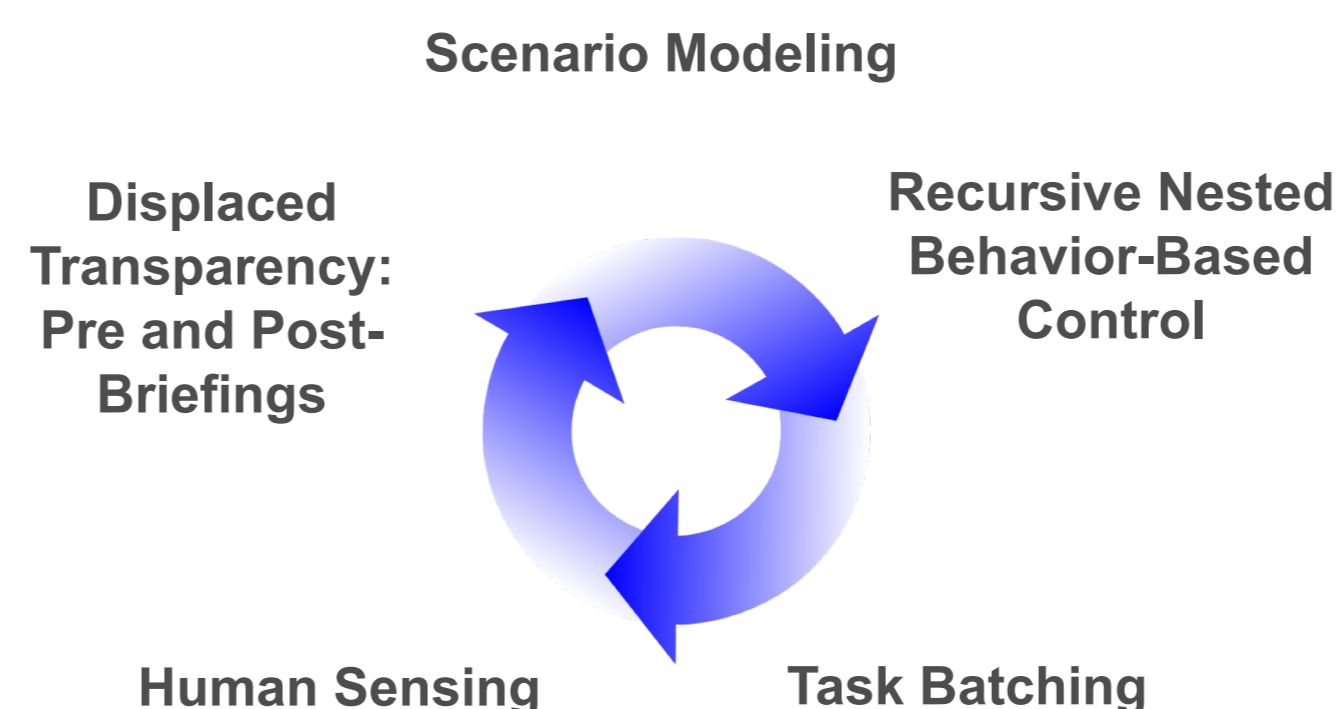 Scenario Modeling
Displaced
Transparency:
Pre and Post-
Briefings
Recursive Nested
Behavior-Based
Control
Human Sensing
Task Batching